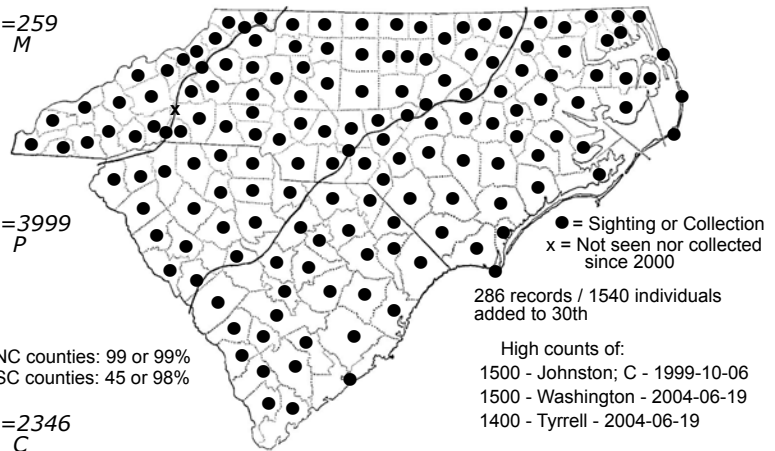 =259
M
=3999
P
● = Sighting or Collection
x = Not seen nor collected
since 2000
286 records / 1540 individuals
added to 30th
High counts of:
1500 - Johnston; C - 1999-10-06
1500 - Washington - 2004-06-19
1400 - Tyrrell - 2004-06-19
NC counties: 99 or 99%
SC counties: 45 or 98%
=2346
C
x